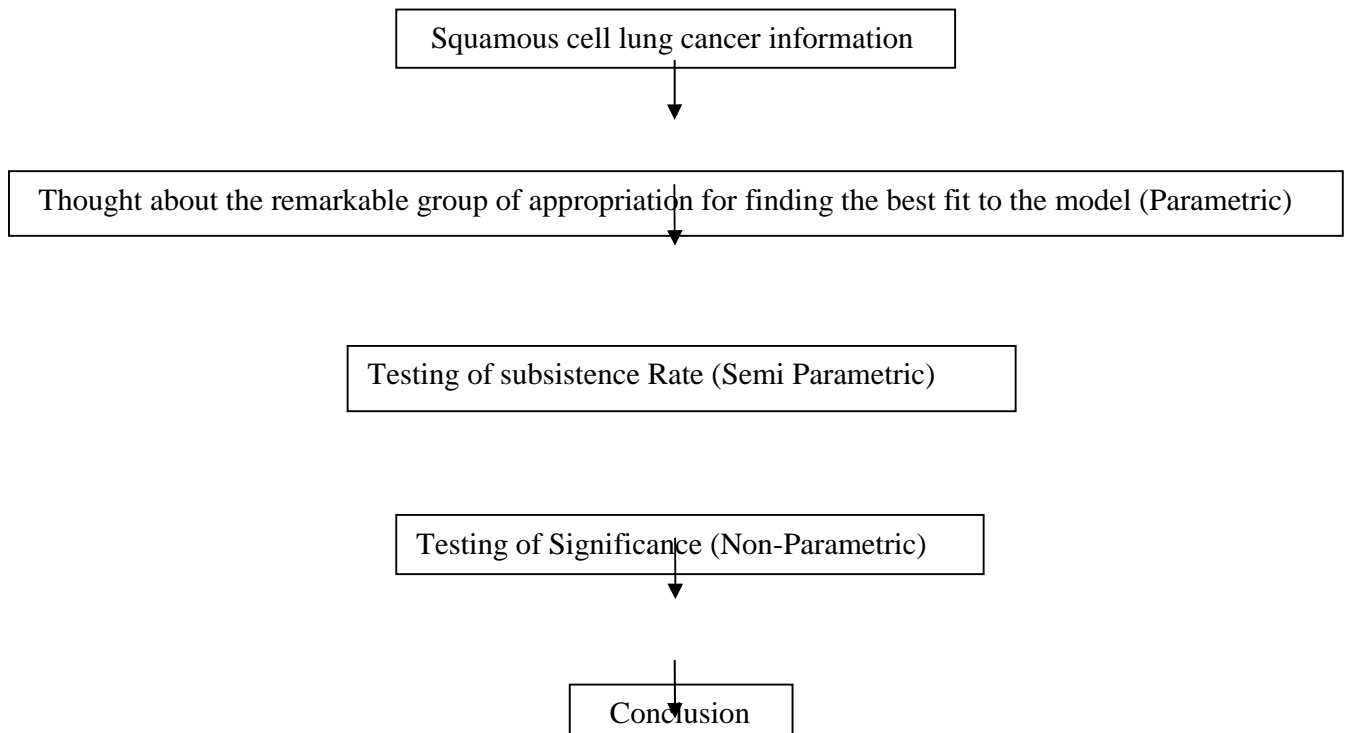 Squamous cell lung cancer information
Thought about the remarkable group of appropriation for finding the best fit to the model (Parametric)
Testing of subsistence Rate (Semi Parametric)
Testing of Significance (Non-Parametric)
Conclusion